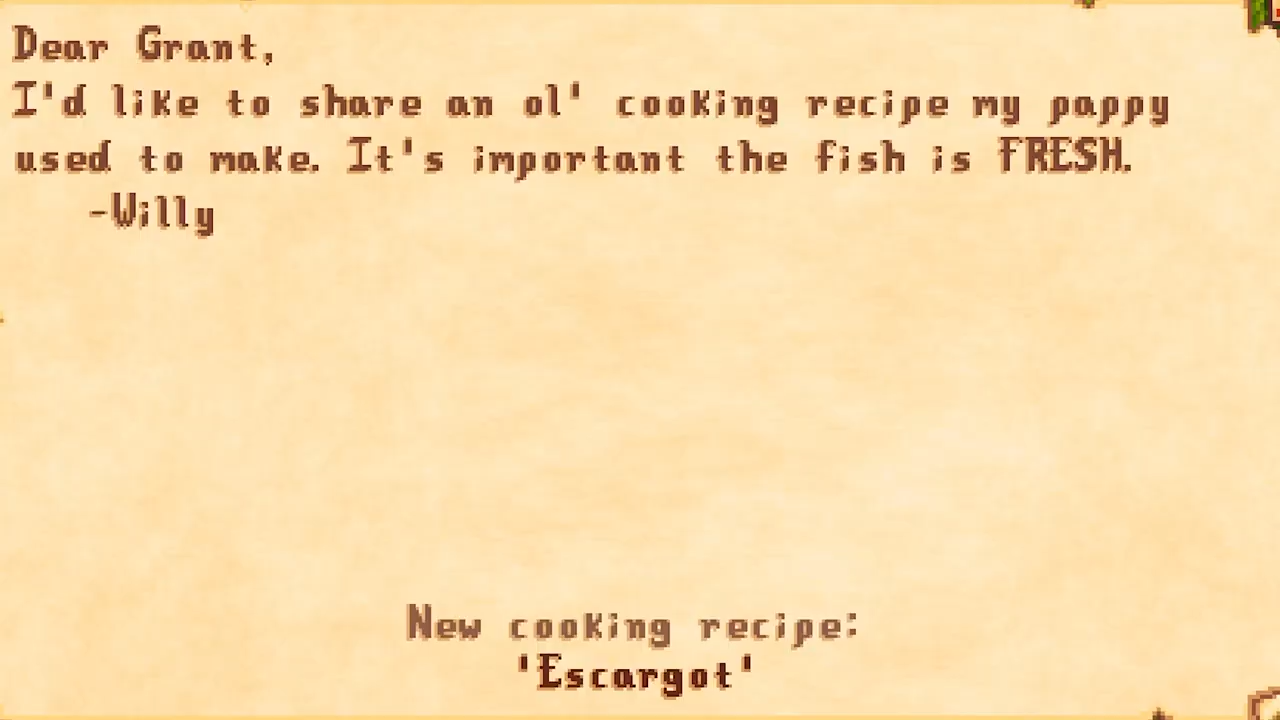 Dear Grant,
I'd like to share an ol' cooking recipe my pappy
used to make. It's important the fish is FRESH.
-Willy
New cooking recipe:
'Escargot'